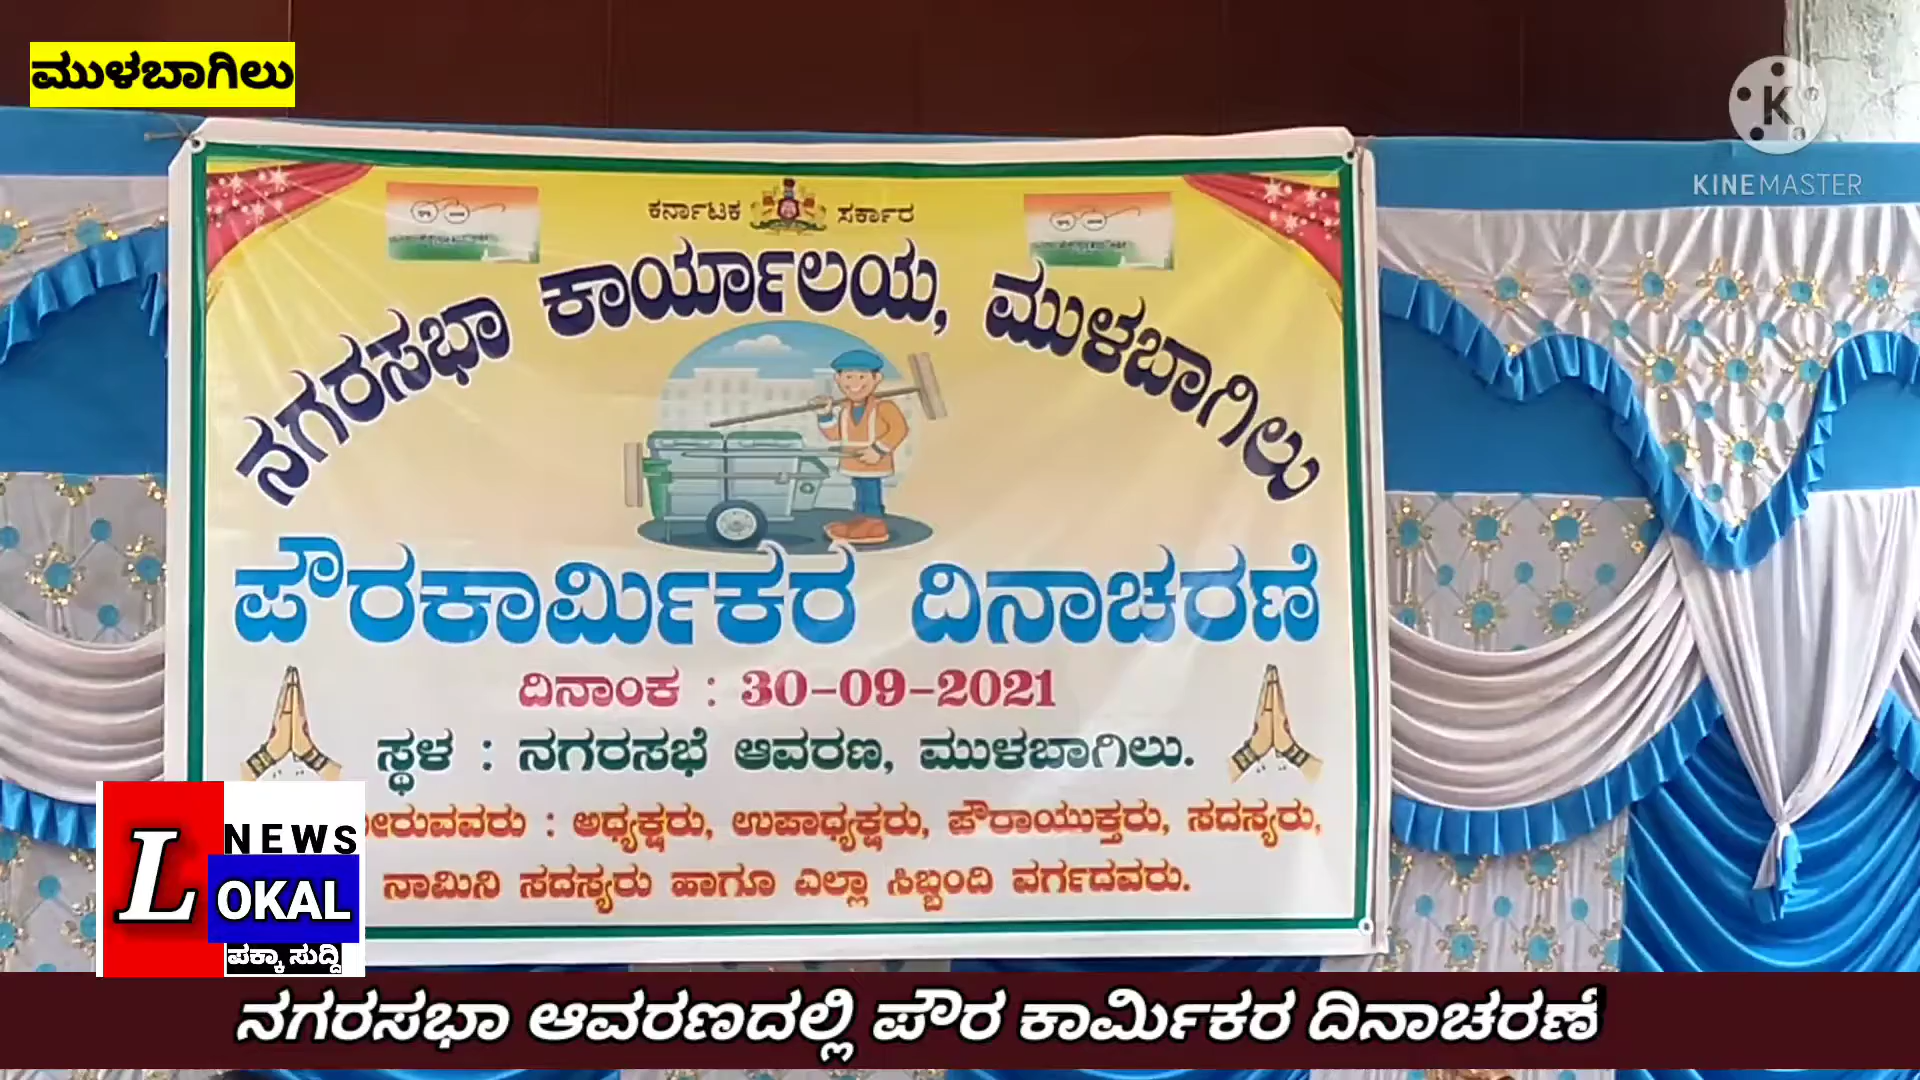 ಮುಳಬಾಗಿಲು
KINEMASTER
ಕರ್ನಾಟಕ ಸರ್ಕಾರ
ನಗರಸಭಾ ಕಾರ್ಯಾಲಯ, ಮುಳಬಾಗಿಲು
ಪೌರಕಾರ್ಮಿಕರ ದಿನಾಚರಣೆ
ದಿನಾಂಕ : 30-09-2021
ಸ್ಥಳ : ನಗರಸಭೆ ಆವರಣ, ಮುಳಬಾಗಿಲು.
ಅಧ್ಯಕ್ಷರು, ಉಪಾಧ್ಯಕ್ಷರು, ಪೌರಾಯುಕ್ತರು, ಸದಸ್ಯರು,
ನಾಮಿನಿ ಸದಸ್ಯರು ಹಾಗೂ ಎಲ್ಲಾ ಸಿಬ್ಬಂದಿ ವರ್ಗದವರು.
NEWS
LOKAL
ಪಕ್ಕಾ ಸುದ್ದಿ
ನಗರಸಭಾ ಆವರಣದಲ್ಲಿ ಪೌರ ಕಾರ್ಮಿಕರ ದಿನಾಚರಣೆ